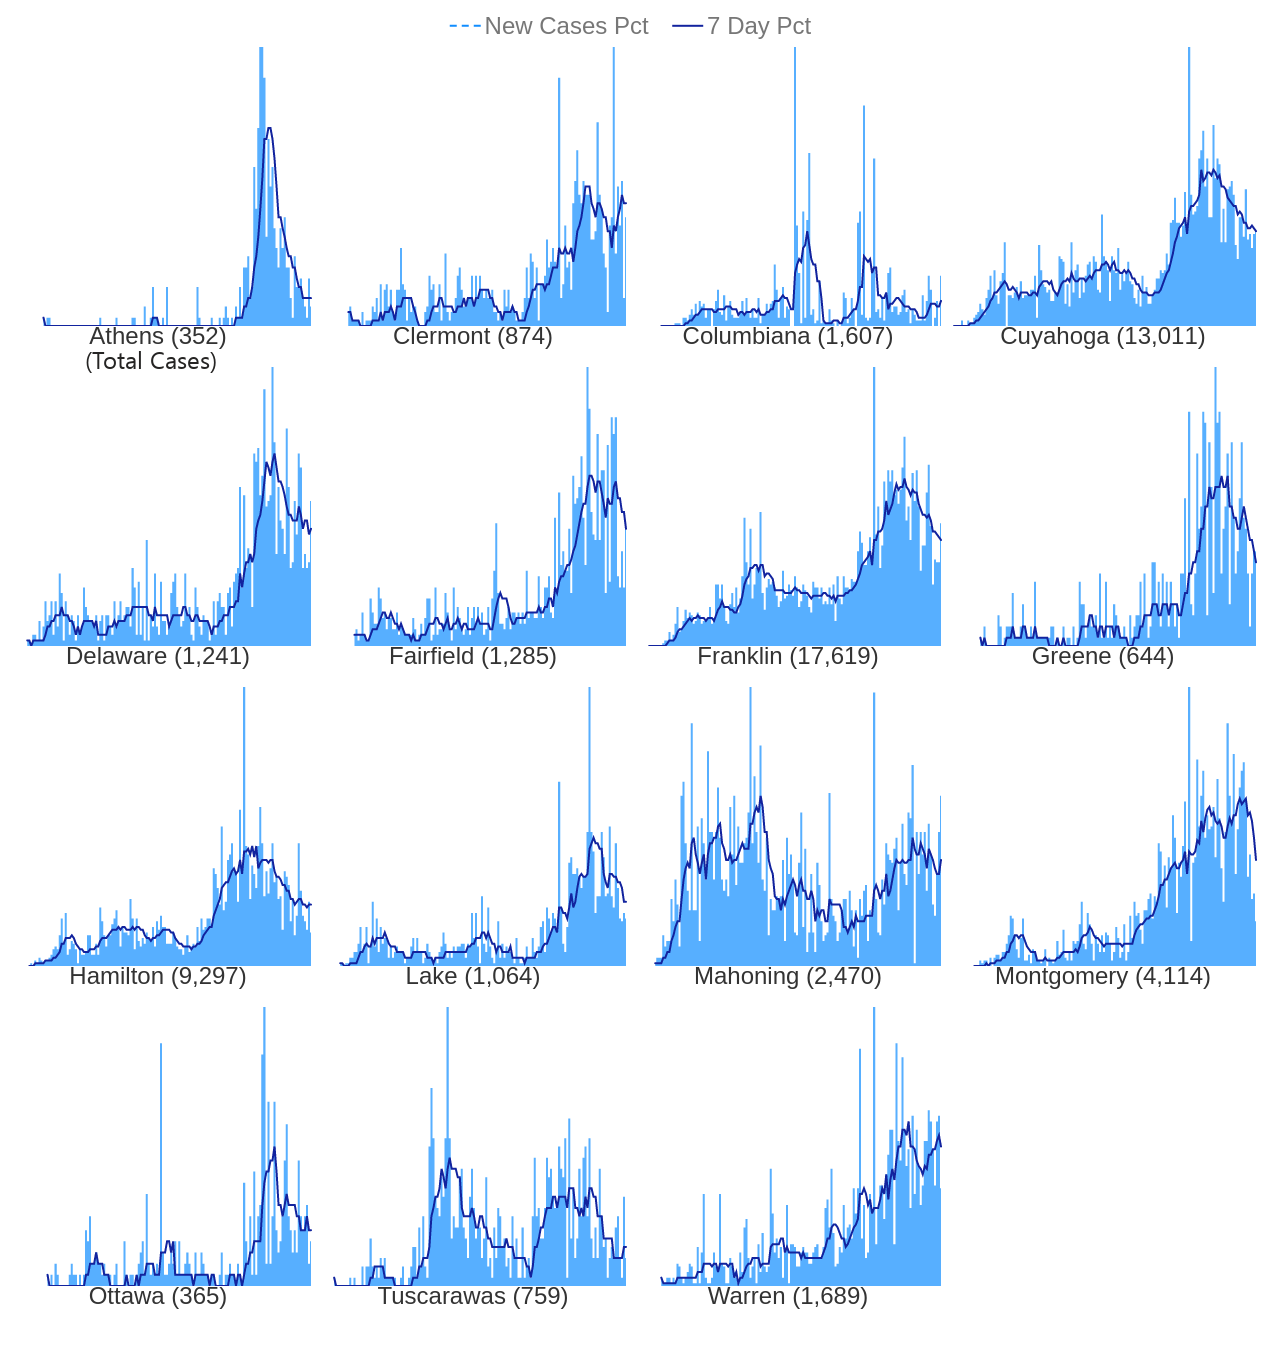 New Cases Pct 7 Day Pct
Athens (352) Clermont (874) Columbiana (1,607) Cuyahoga (13,011)
(Total Cases)
Delaware (1,241) Fairfield (1,285) Franklin (17,619) Greene (644)
Hamilton (9,297) Lake (1,064) Mahoning (2,470) Montgomery (4,114)
Ottawa (365) Tuscarawas (759) Warren (1,689)